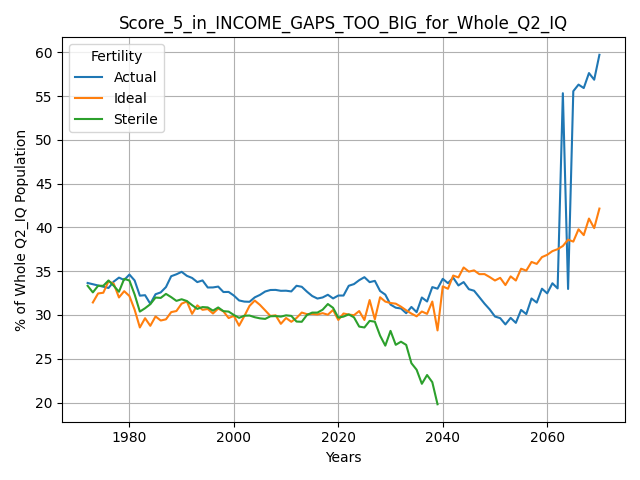 Score_5_in_INCOME_GAPS_TOO_BIG_for_Whole_Q2_IQ
Fertility
Actual
Ideal
Sterile
% of Whole Q2_IQ Population
60
55
50
45
40
35
30
25
20
1980
2000
2020
2040
2060
Years